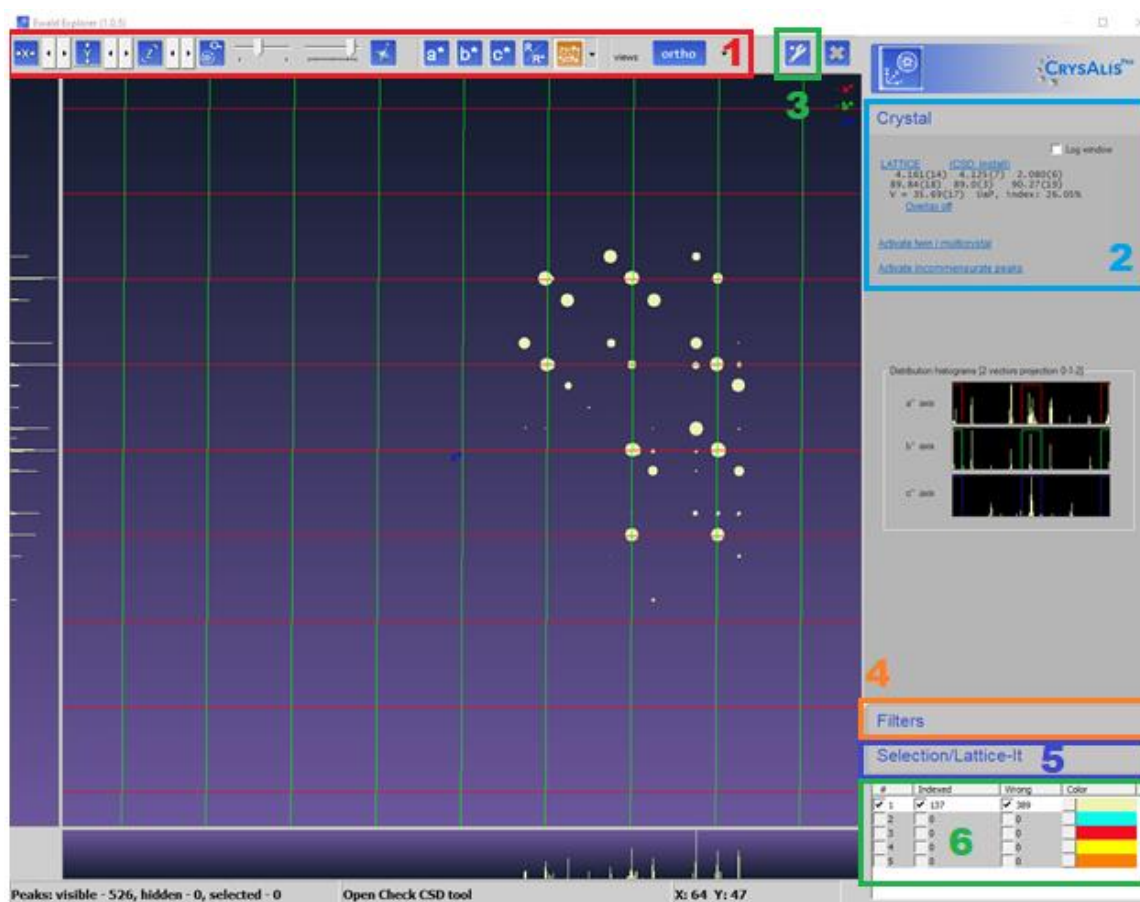 Ewald Explorer (1.0.5)
X
Y
Z
a*
b*
c*
views:
ortho
1
3
CRYSALIS Pro
Crystal
Log window
LATTICE (CSD install)
4.161(14) 4.125(7) 2.080(6)
89.84(18) 89.0(3) 90.27(19)
V = 35.69(17) UaP, index: 26.05%
Overlay off
Activate twin / multicrystal
Activate incommensurate peaks
2
Distribution histograms [2 vectors projection 0-1-2]
a* axis
b* axis
c* axis
4
Filters
Selection/Lattice-It
5
# Indexed Wrong Color
1 137 389
2 0 0
3 0 0
4 0 0
5 0 0
6
Peaks: visible - 526, hidden - 0, selected - 0
Open Check CSD tool
X: 64 Y: 47